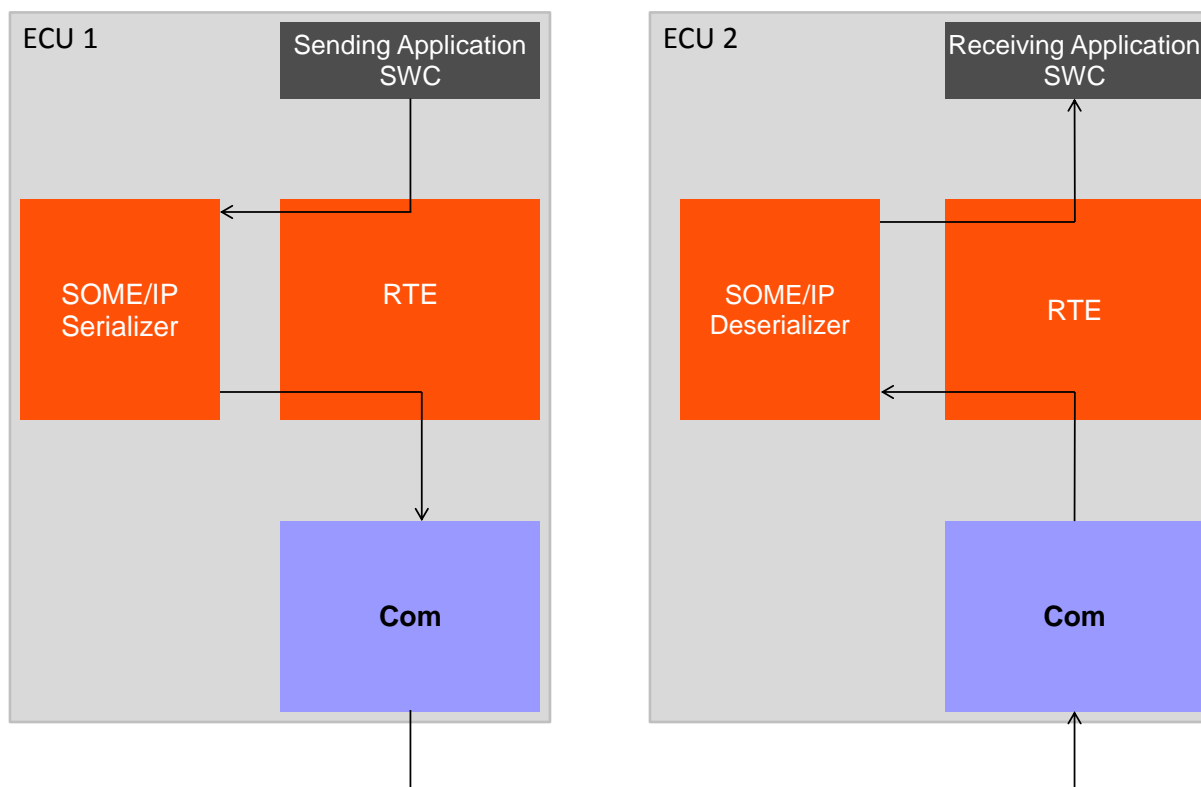 ECU 1
Sending Application
SWC
SOME/IP
Serializer
RTE
Com
ECU 2
Receiving Application
SWC
SOME/IP
Deserializer
RTE
Com